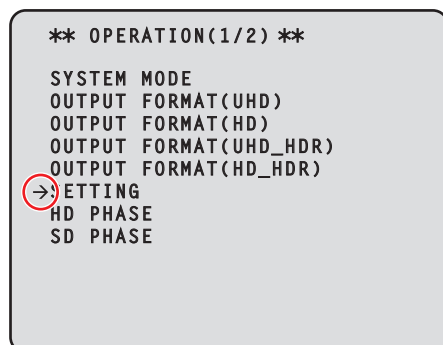 ** OPERATION(1/2) **
SYSTEM MODE
OUTPUT FORMAT(UHD)
OUTPUT FORMAT(HD)
OUTPUT FORMAT(UHD_HDR)
OUTPUT FORMAT(HD_HDR)
→SETTING
HD PHASE
SD PHASE